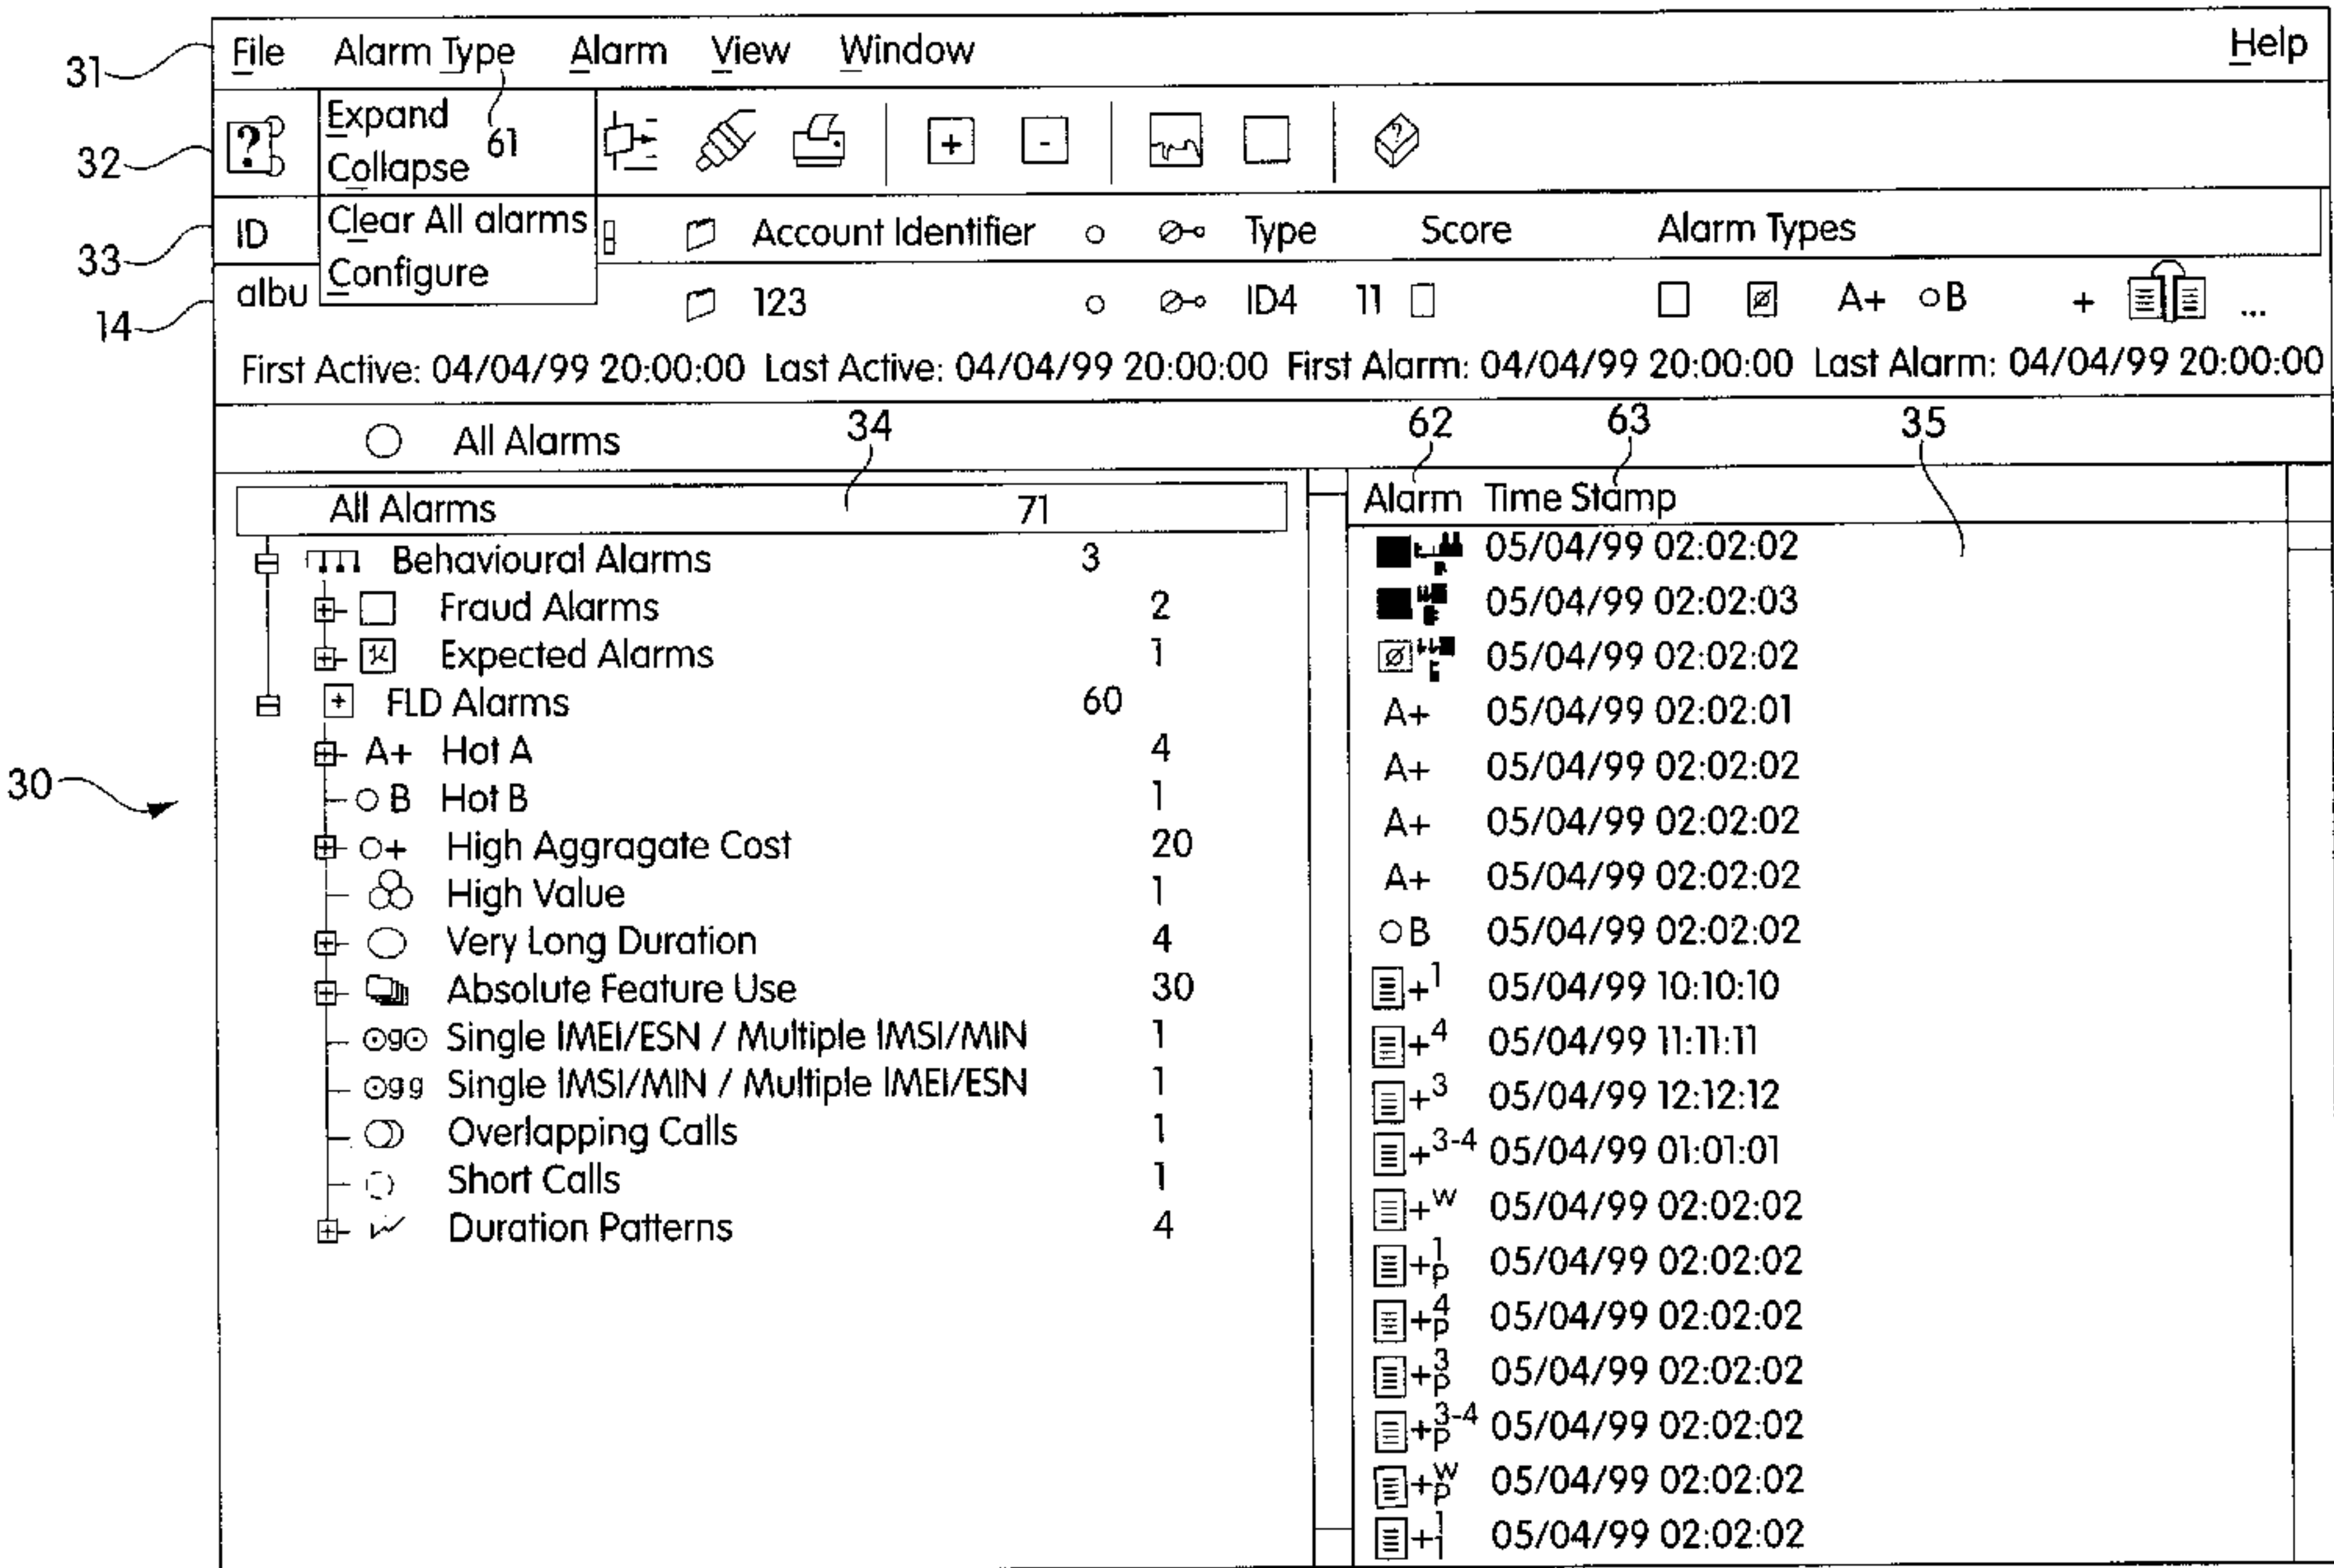 31 File Alarm Type Alarm View Window Help
Expand 61
32 ? Collapse + - ?
33 ID Clear All alarms Account Identifier Type Score Alarm Types
Configure
14 albu 123 ID4 11 A+ B + ...
First Active: 04/04/99 20:00:00 Last Active: 04/04/99 20:00:00 First Alarm: 04/04/99 20:00:00 Last Alarm: 04/04/99 20:00:00
All Alarms 34 62 63 35
All Alarms 71
Behavioural Alarms 3
Fraud Alarms 2
Expected Alarms 1
FLD Alarms 60
A+ Hot A 4
30
B Hot B 1
+ High Aggragate Cost 20
High Value 1
Very Long Duration 4
Absolute Feature Use 30
Single IMEI/ESN / Multiple IMSI/MIN 1
Single IMSI/MIN / Multiple IMEI/ESN 1
Overlapping Calls 1
Short Calls 1
Duration Patterns 4
Alarm Time Stamp
05/04/99 02:02:02
05/04/99 02:02:03
05/04/99 02:02:02
A+ 05/04/99 02:02:01
A+ 05/04/99 02:02:02
A+ 05/04/99 02:02:02
A+ 05/04/99 02:02:02
B 05/04/99 02:02:02
+1 05/04/99 10:10:10
+4 05/04/99 11:11:11
+3 05/04/99 12:12:12
+3-4 05/04/99 01:01:01
+w 05/04/99 02:02:02
+1 p 05/04/99 02:02:02
+4 p 05/04/99 02:02:02
+3 p 05/04/99 02:02:02
+3-4 p 05/04/99 02:02:02
+w p 05/04/99 02:02:02
+1 1 05/04/99 02:02:02